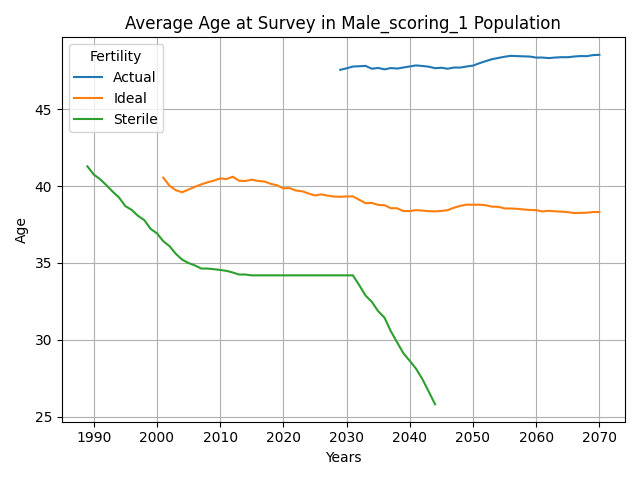 Average Age at Survey in Male_scoring_1 Population
Fertility
Actual
Ideal
Sterile
Age
45
40
35
30
25
1990 2000 2010 2020 2030 2040 2050 2060 2070
Years